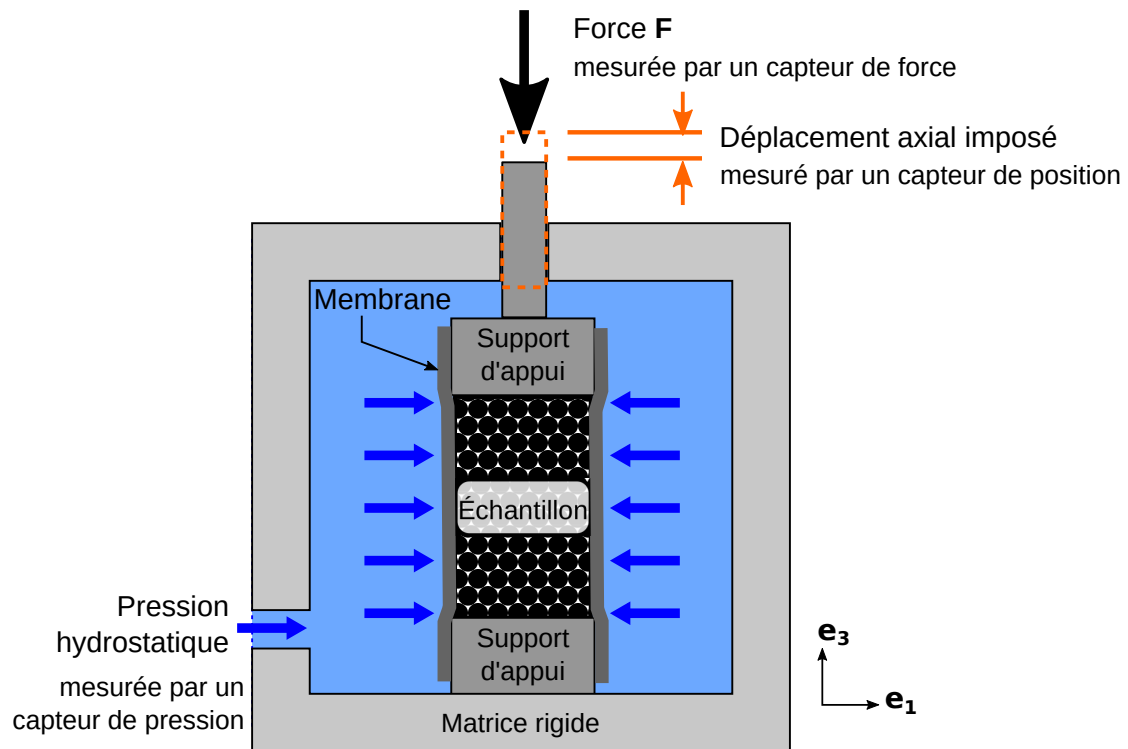 Force F
mesurée par un capteur de force
Déplacement axial imposé
mesuré par un capteur de position
Membrane
Support
d'appui
Échantillon
Pression
hydrostatique
mesurée par un
capteur de pression
Support
d'appui
Matrice rigide
e₃
e₁